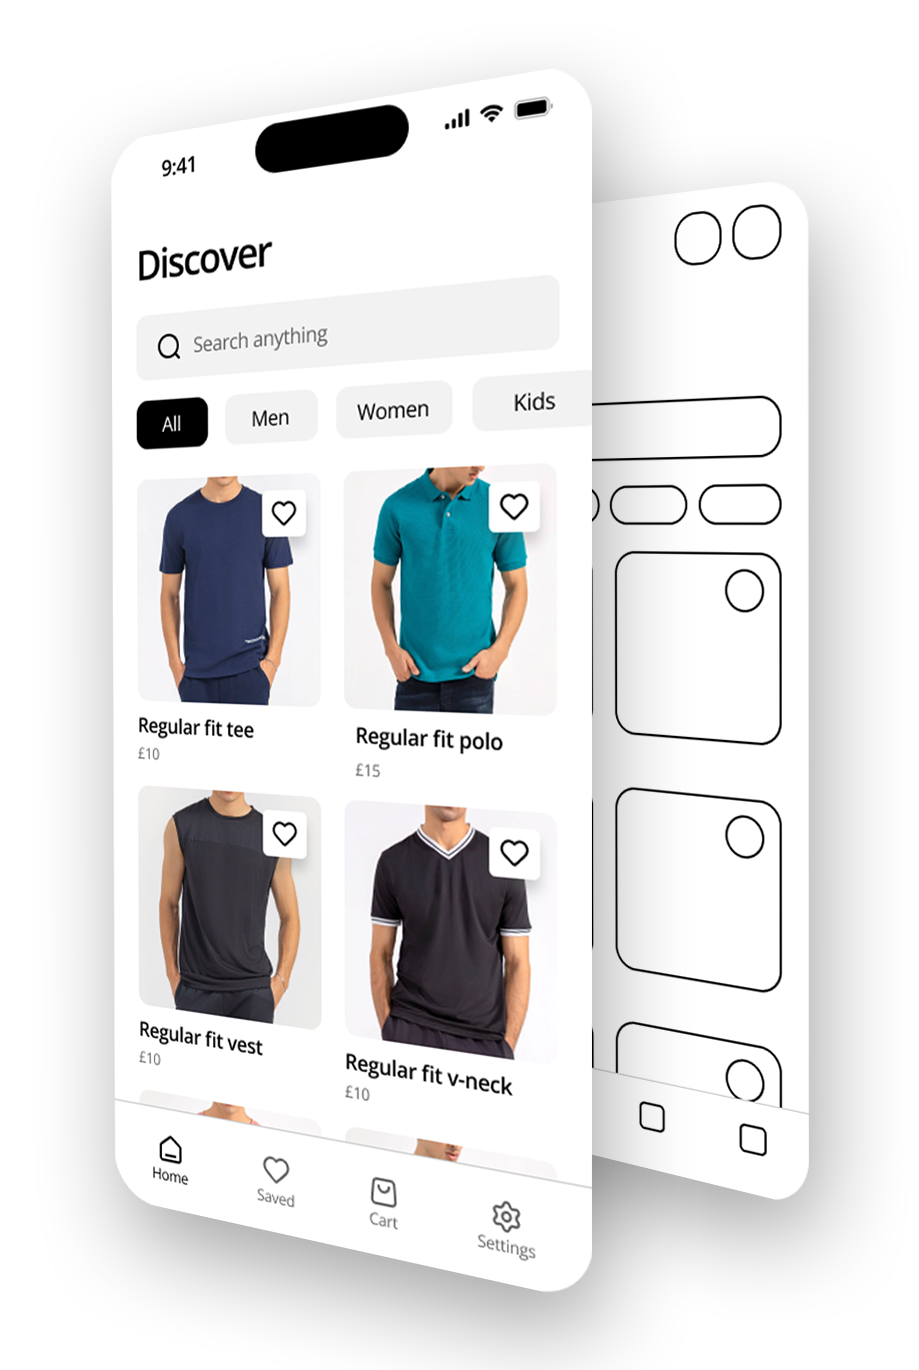 9:41
Discover
Search anything
All Men Women Kids
Regular fit tee
£10
Regular fit polo
£15
Regular fit vest
£10
Regular fit v-neck
£10
Home Saved Cart Settings